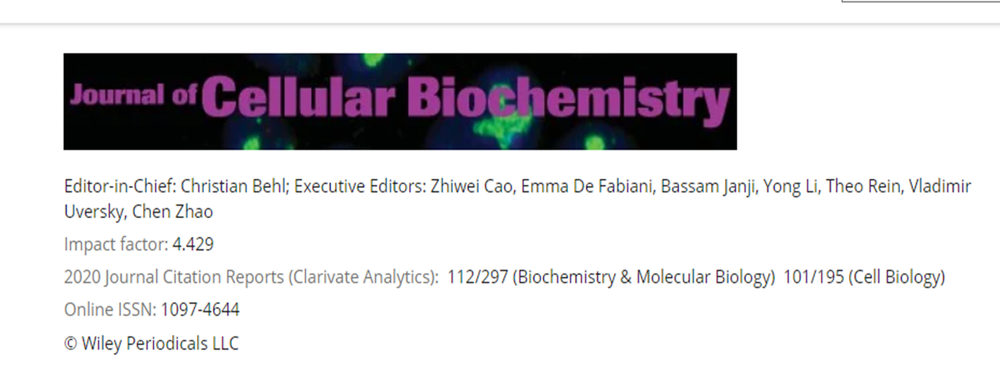 Journal of Cellular Biochemistry
Editor-in-Chief: Christian Behl; Executive Editors: Zhiwei Cao, Emma De Fabiani, Bassam Janji, Yong Li, Theo Rein, Vladimir
Uversky, Chen Zhao
Impact factor: 4.429
2020 Journal Citation Reports (Clarivate Analytics): 112/297 (Biochemistry & Molecular Biology) 101/195 (Cell Biology)
Online ISSN: 1097-4644
© Wiley Periodicals LLC